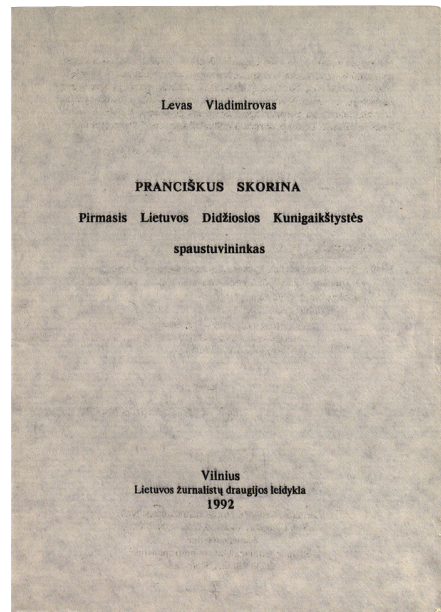 Levas Vladimirovas
PRANCIŠKUS SKORINA
Pirmasis Lietuvos Didžiosios Kunigaikštystės
spaustuvininkas
Vilnius
Lietuvos žurnalistų draugijos leidykla
1992